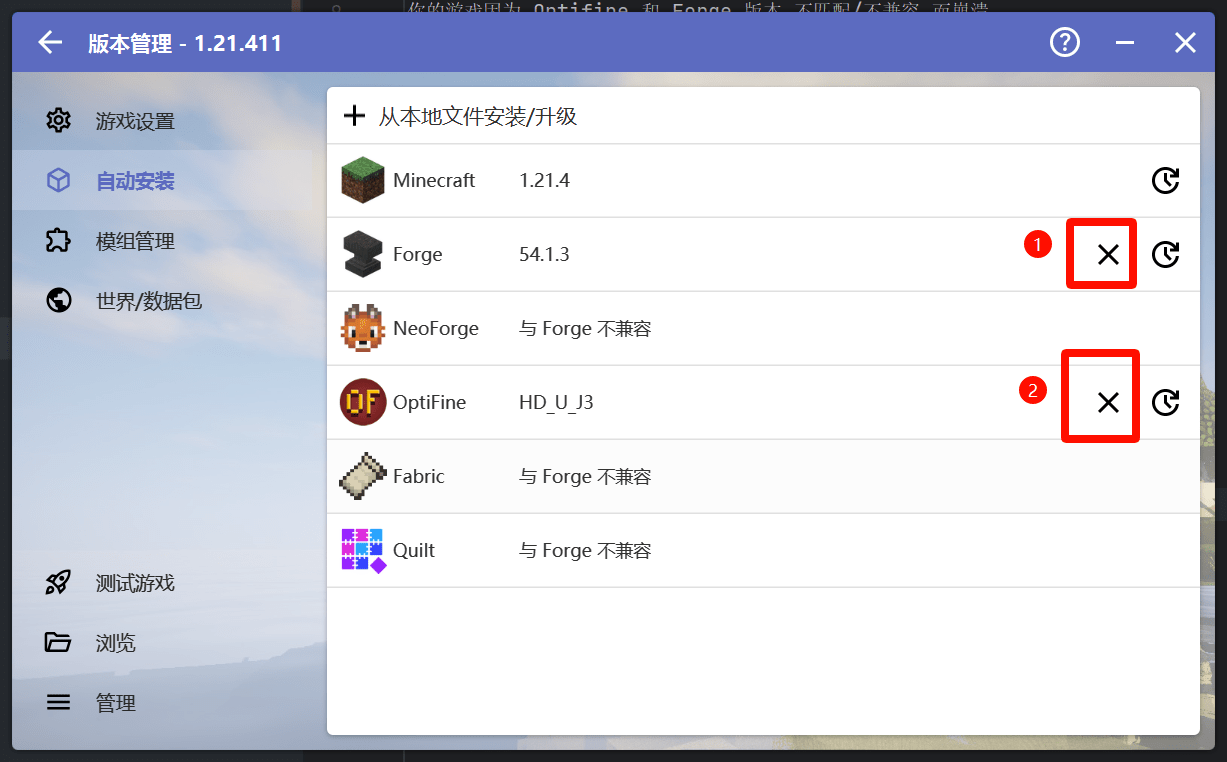 你的游戏因为 Optifine 和 Forge 版本 不匹配/不兼容 而崩溃
版本管理 - 1.21.411
游戏设置
自动安装
模组管理
世界/数据包
测试游戏
浏览
管理
从本地文件安装/升级
Minecraft 1.21.4
Forge 54.1.3 1
NeoForge 与 Forge 不兼容
OF OptiFine HD_U_J3 2
Fabric 与 Forge 不兼容
Quilt 与 Forge 不兼容